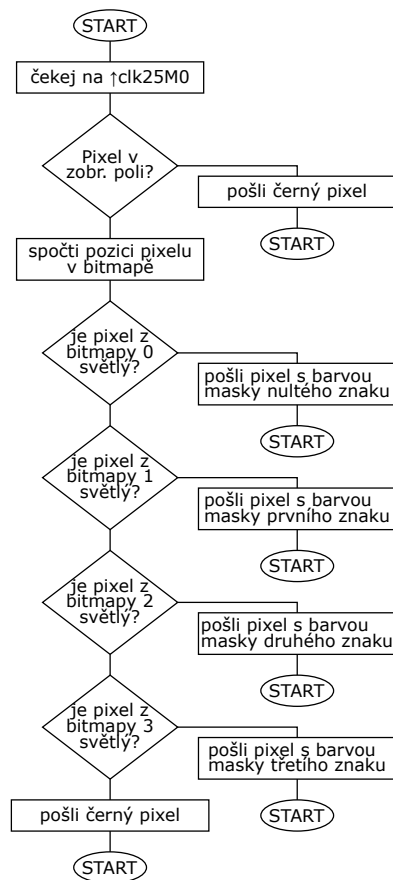 START
čekej na ↑clk25M0
Pixel v
zobr. poli?
pošli černý pixel
START
spočti pozici pixelu
v bitmapě
je pixel z
bitmapy 0
světlý?
pošli pixel s barvou
masky nultého znaku
START
je pixel z
bitmapy 1
světlý?
pošli pixel s barvou
masky prvního znaku
START
je pixel z
bitmapy 2
světlý?
pošli pixel s barvou
masky druhého znaku
START
je pixel z
bitmapy 3
světlý?
pošli pixel s barvou
masky třetího znaku
START
pošli černý pixel
START